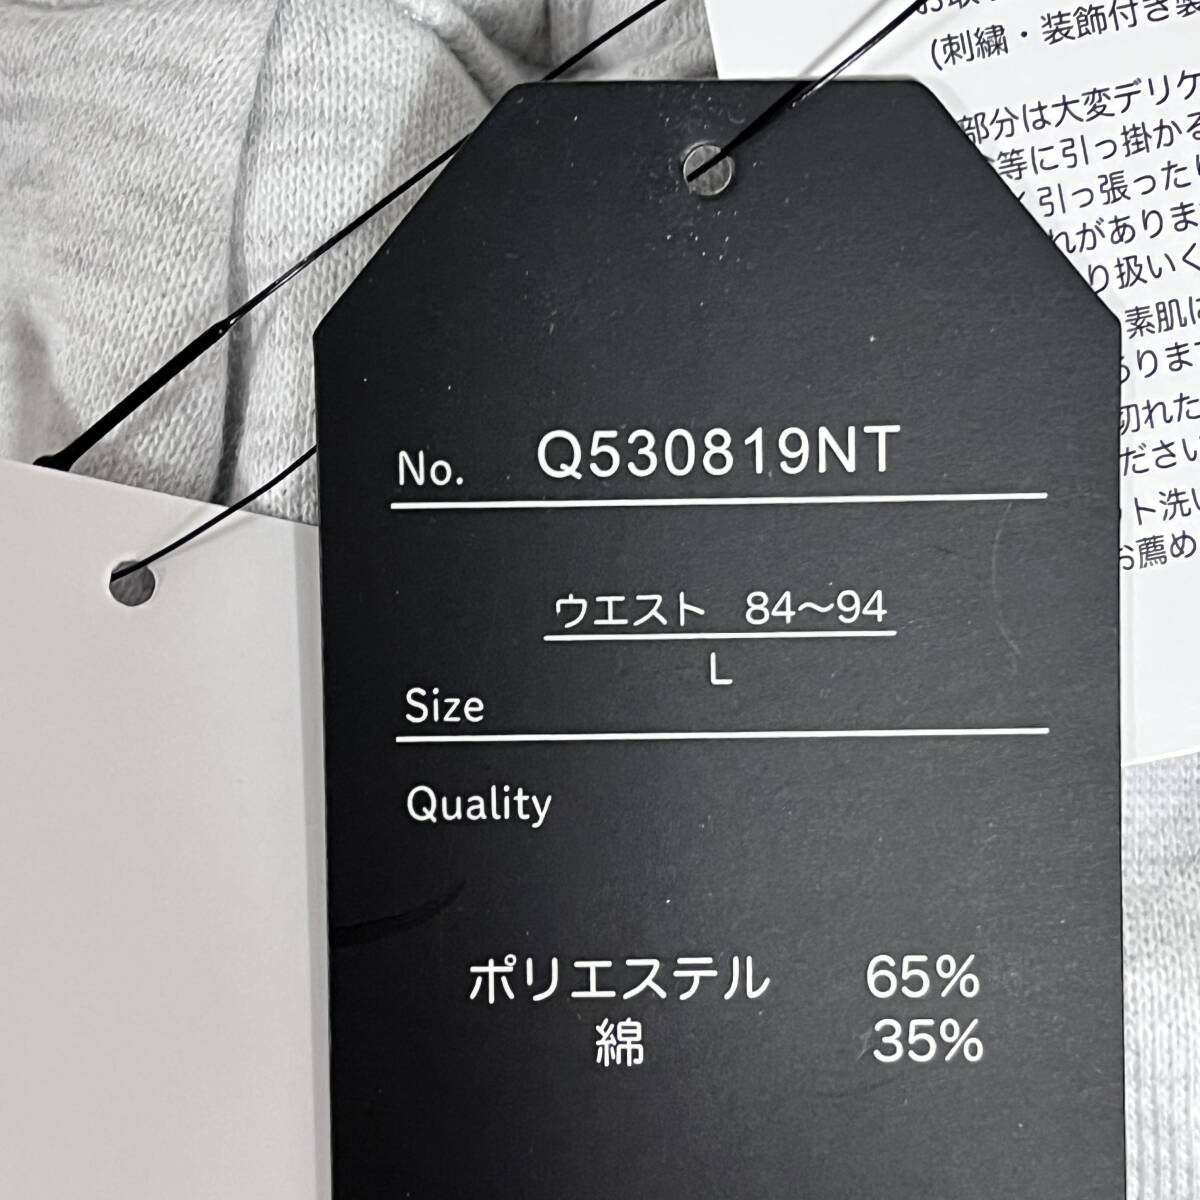 No. Q530819NT
ウエスト 84～94
L
Size
Quality
ポリエステル 65%
綿 35%
(刺繍・装飾付き製
部分は大変デリケ
等に引っ掛かる
引っ張ったり
れがありま
り扱いく
素肌に
ありま
切れた
ださい
ト洗い
お薦め